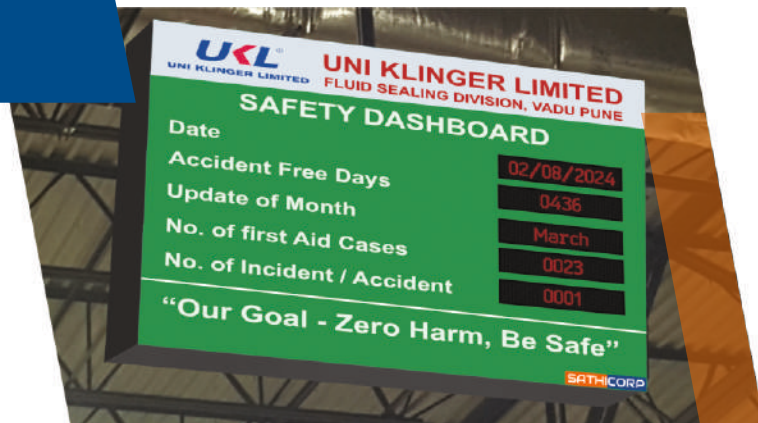 UKL®
UNI KLINGER LIMITED
UNI KLINGER LIMITED
FLUID SEALING DIVISION, VADU PUNE
SAFETY DASHBOARD
Date 02/08/2024
Accident Free Days 0436
Update of Month March
No. of first Aid Cases 0023
No. of Incident / Accident 0001
“Our Goal - Zero Harm, Be Safe”
SATHICORP